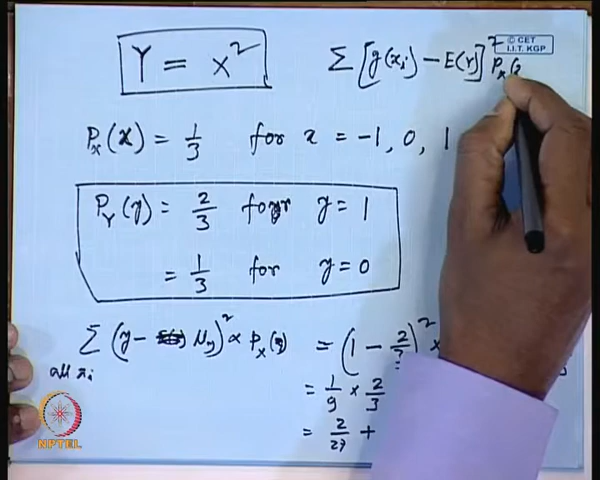 Y = x² Σ [g(xᵢ) − E(Y)]² Pₓ(
© CET
I.I.T. KGP
Pₓ(x) = 1/3 for x = −1, 0, 1
P_Y(y) = 2/3 for y = 1
= 1/3 for y = 0
Σ (y − μ_y)² × Pₓ( ) = (1 − 2/3)² ×
all xᵢ
= 1/9 × 2/3
= 2/27 +
NPTEL